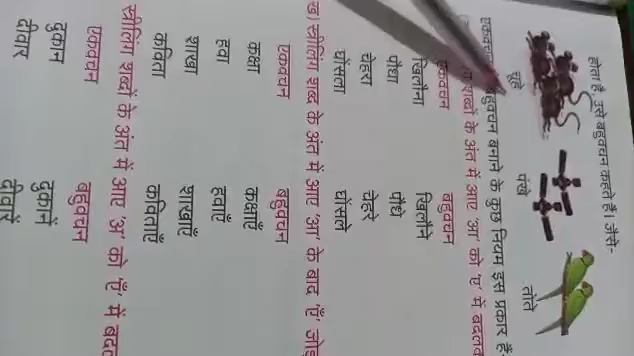 होता है, उसे बहुवचन कहते हैं। जैसे-
चूहे पंखे तोते
एकवचन बहुवचन बनाने के कुछ नियम इस प्रकार हैं-
शब्दों के अंत में आए 'आ' को 'ए' में बदलक
एकवचन बहुवचन
खिलौना खिलौने
पौधा पौधे
चेहरा चेहरे
घोंसला घोंसले
ख। स्त्रीलिंग शब्द के अंत में आए 'आ' के बाद 'एँ' जोड़
एकवचन बहुवचन
कक्षा कक्षाएँ
हवा हवाएँ
शाखा शाखाएँ
कविता कविताएँ
स्त्रीलिंग शब्दों के अंत में आए 'अ' को 'एँ' में बदल
एकवचन बहुवचन
दुकान दुकानें
दीवार दीवारें